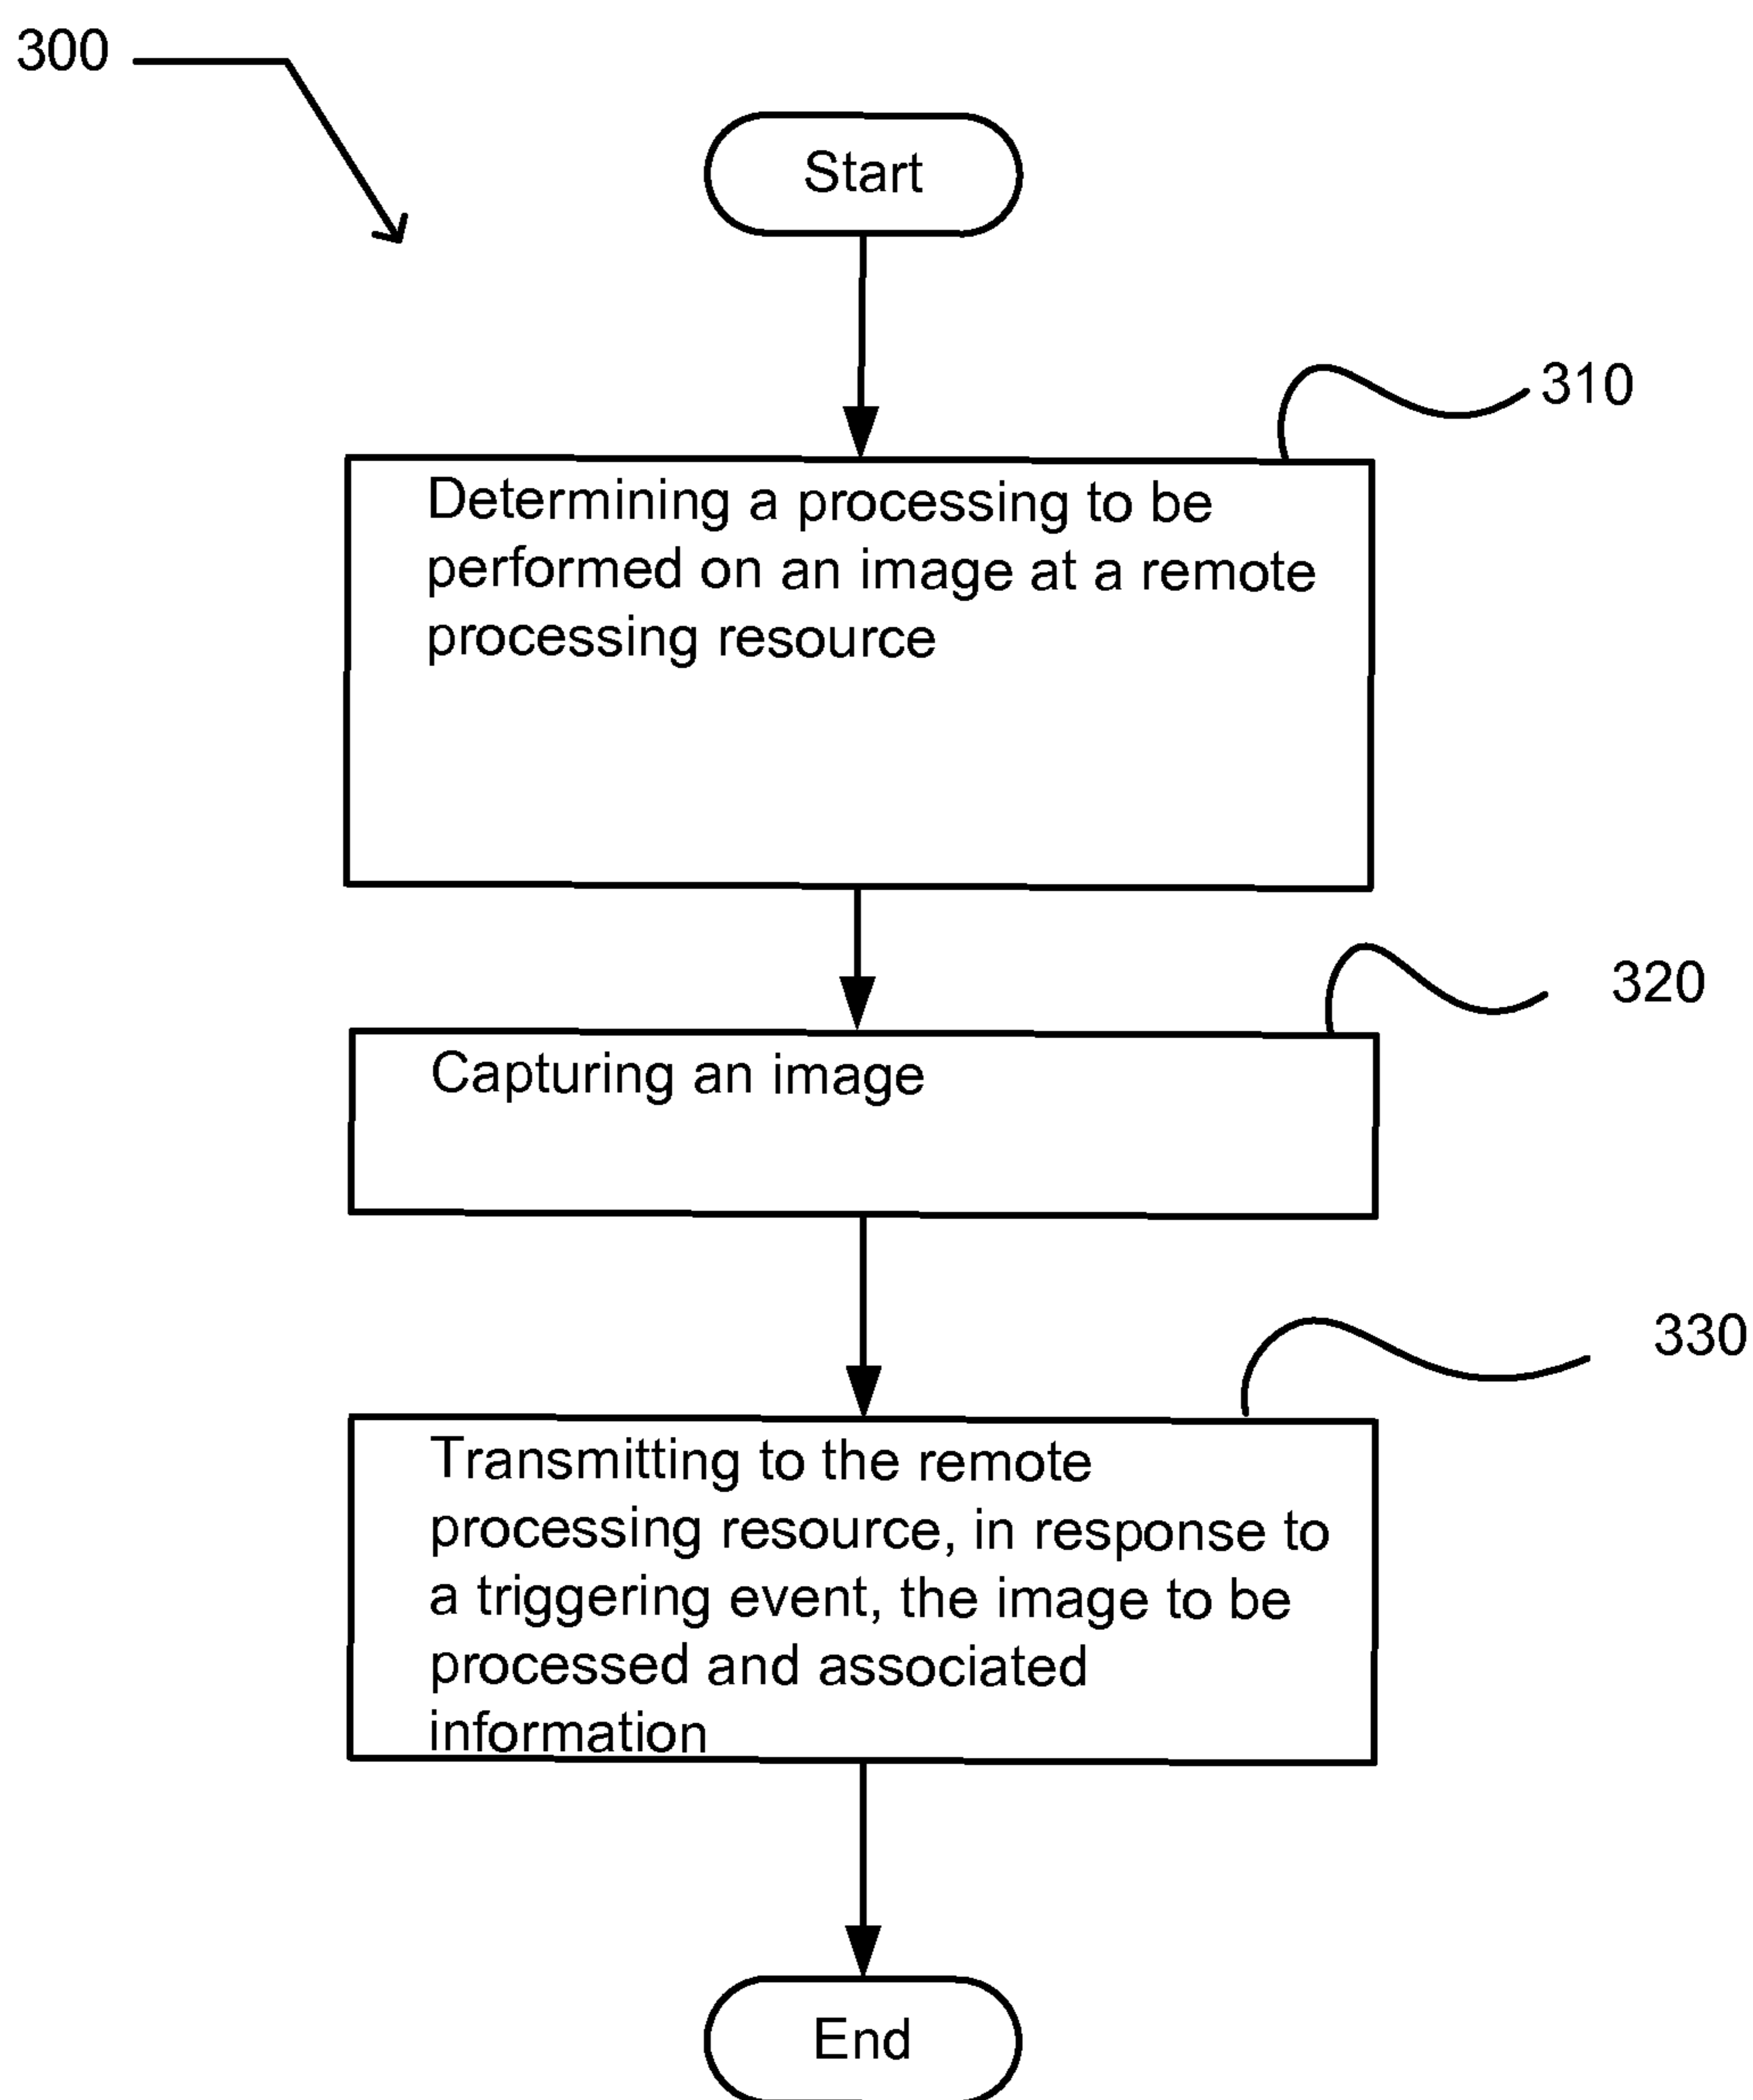 300
Start
310
Determining a processing to be
performed on an image at a remote
processing resource
320
Capturing an image
330
Transmitting to the remote
processing resource, in response to
a triggering event, the image to be
processed and associated
information
End